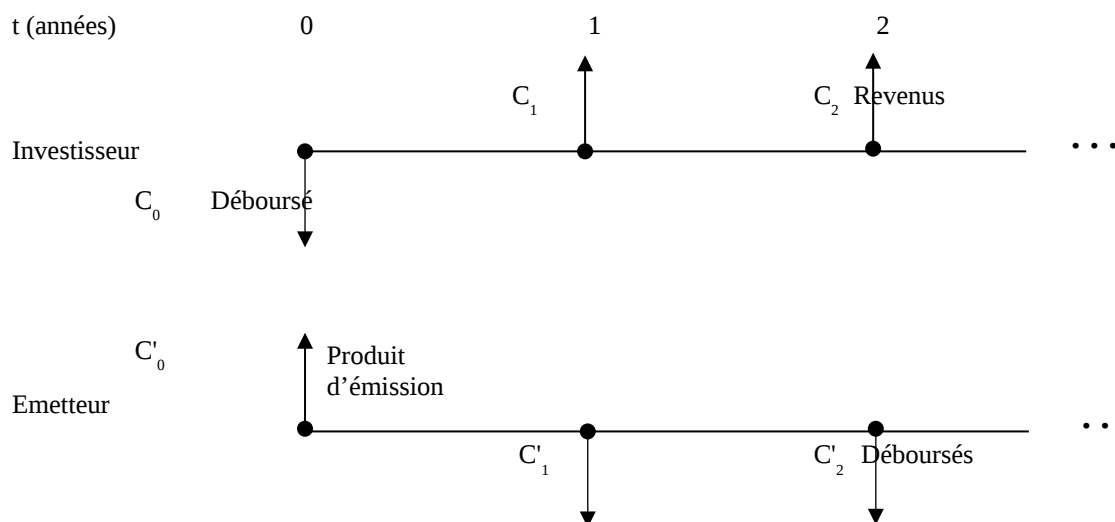 t (années) 0 1 2
C₁ C₂ Revenus
Investisseur ...
C₀ Déboursé
C'₀ Produit
d’émission
Emetteur ..
C'₁ C'₂ Déboursés